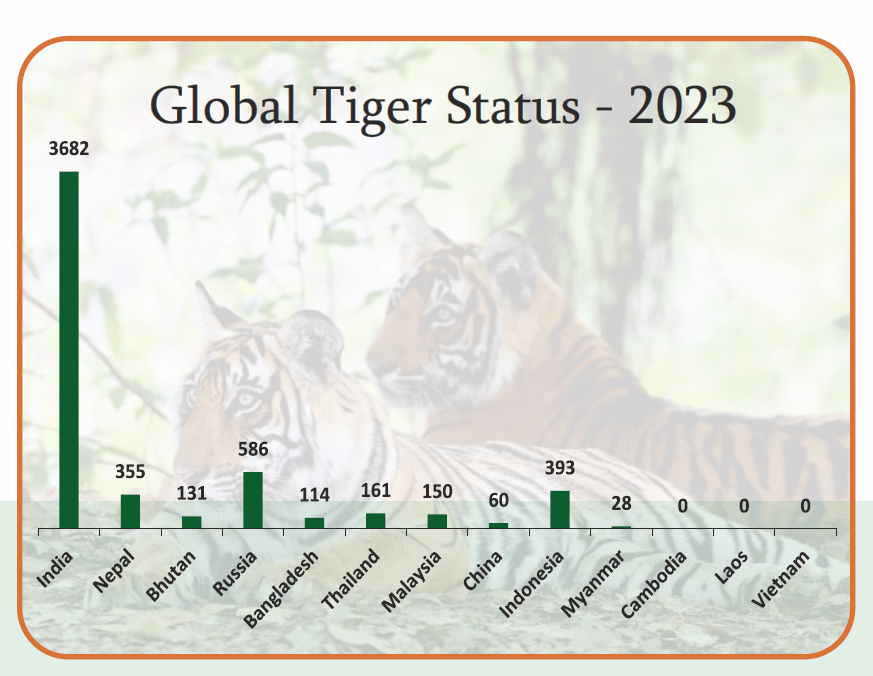 Global Tiger Status - 2023
3682
355
131
586
114
161
150
60
393
28
0
0
0
India
Nepal
Bhutan
Russia
Bangladesh
Thailand
Malaysia
China
Indonesia
Myanmar
Cambodia
Laos
Vietnam